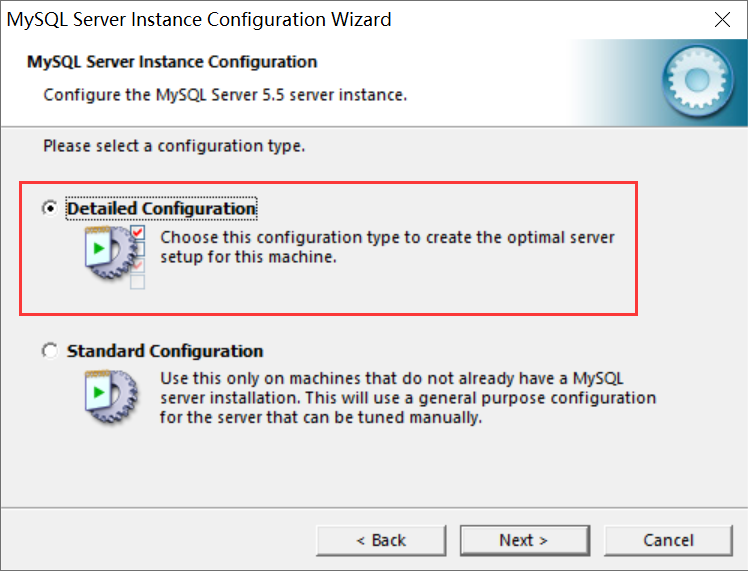 MySQL Server Instance Configuration Wizard
MySQL Server Instance Configuration
Configure the MySQL Server 5.5 server instance.
Please select a configuration type.
Detailed Configuration
Choose this configuration type to create the optimal server
setup for this machine.
Standard Configuration
Use this only on machines that do not already have a MySQL
server installation. This will use a general purpose configuration
for the server that can be tuned manually.
< Back
Next >
Cancel